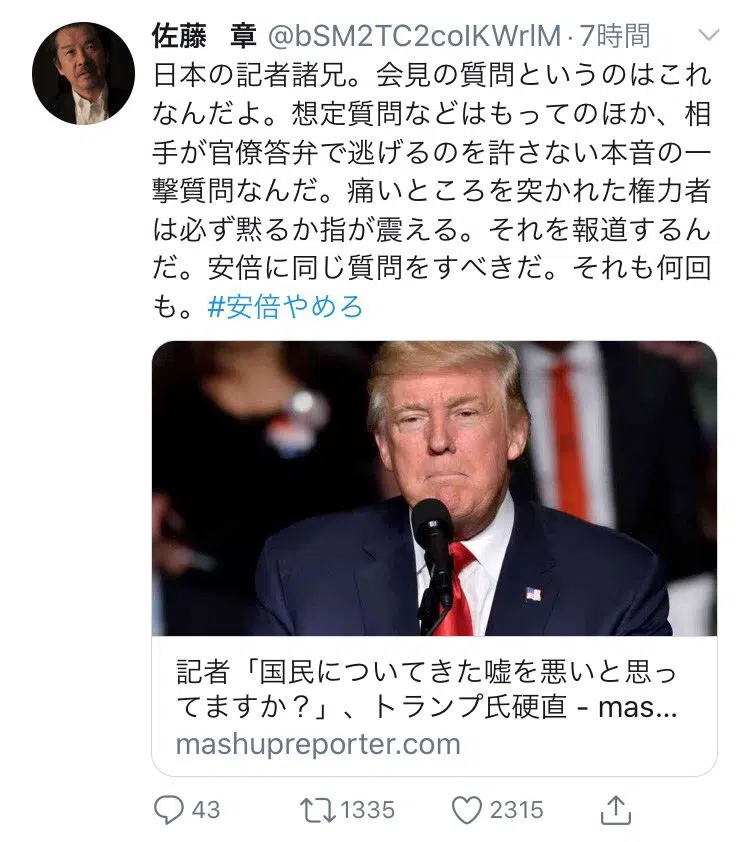 佐藤 章 @bSM2TC2colKWrlM · 7時間
日本の記者諸兄。会見の質問というのはこれ
なんだよ。想定質問などはもってのほか、相
手が官僚答弁で逃げるのを許さない本音の一
撃質問なんだ。痛いところを突かれた権力者
は必ず黙るか指が震える。それを報道するん
だ。安倍に同じ質問をすべきだ。それも何回
も。#安倍やめろ
記者「国民についてきた嘘を悪いと思っ
てますか？」、トランプ氏硬直 - mas...
mashupreporter.com
43 1335 2315